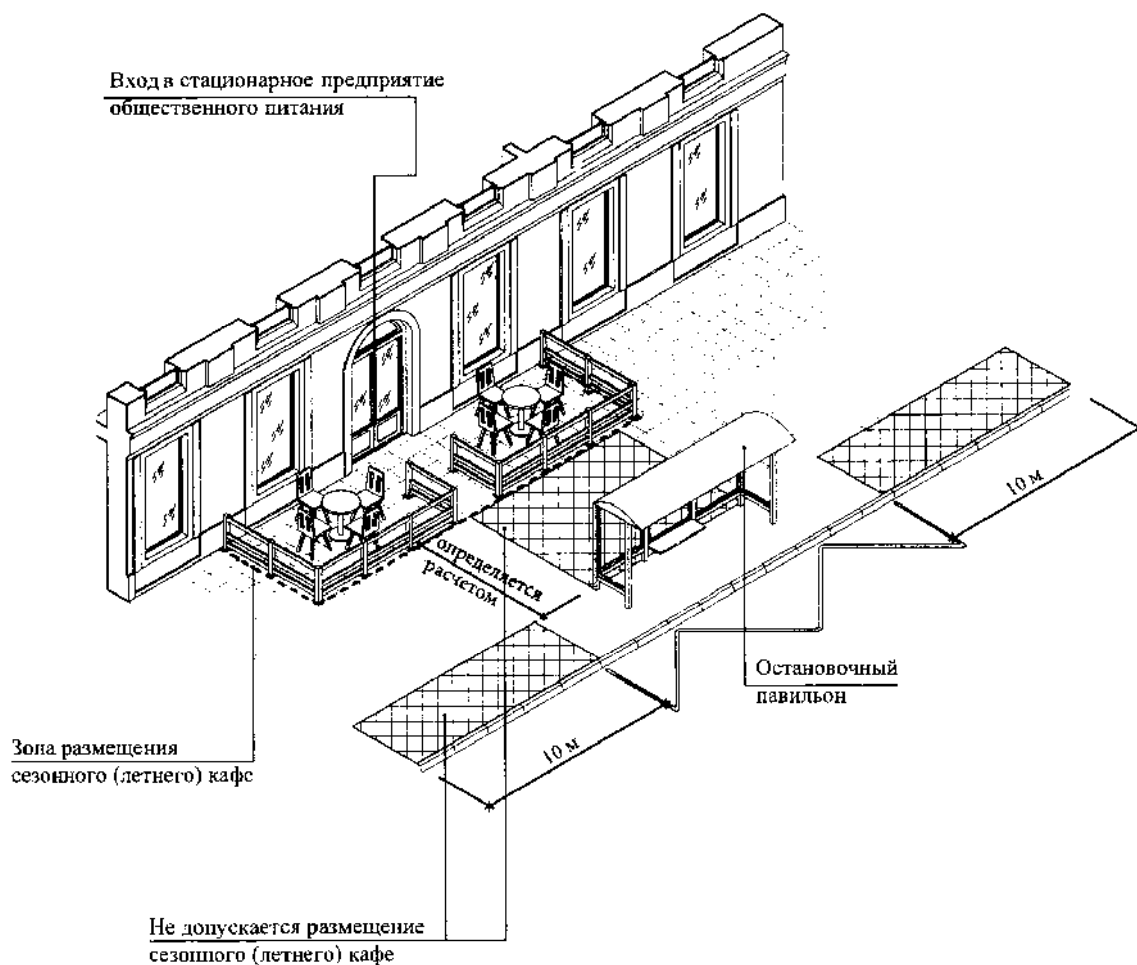 Вход в стационарное предприятие
общественного питания
10 м
определяется
расчетом
Остановочный
павильон
Зона размещения
сезонного (летнего) кафе
10 м
Не допускается размещение
сезонного (летнего) кафе